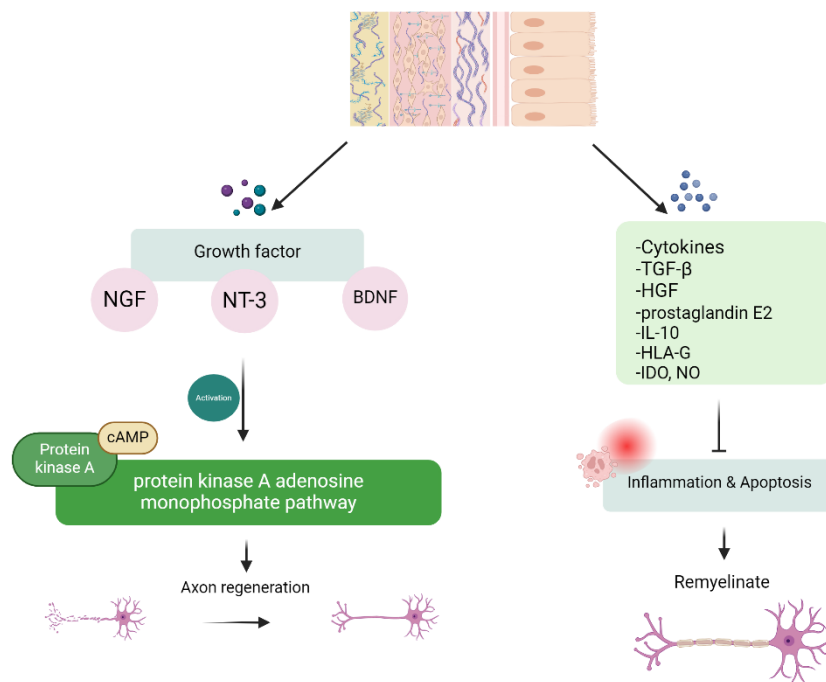 Growth factor
NGF
NT-3
BDNF
Activation
cAMP
Protein
kinase A
protein kinase A adenosine
monophosphate pathway
Axon regeneration
-Cytokines
-TGF-β
-HGF
-prostaglandin E2
-IL-10
-HLA-G
-IDO, NO
Inflammation & Apoptosis
Remyelinate